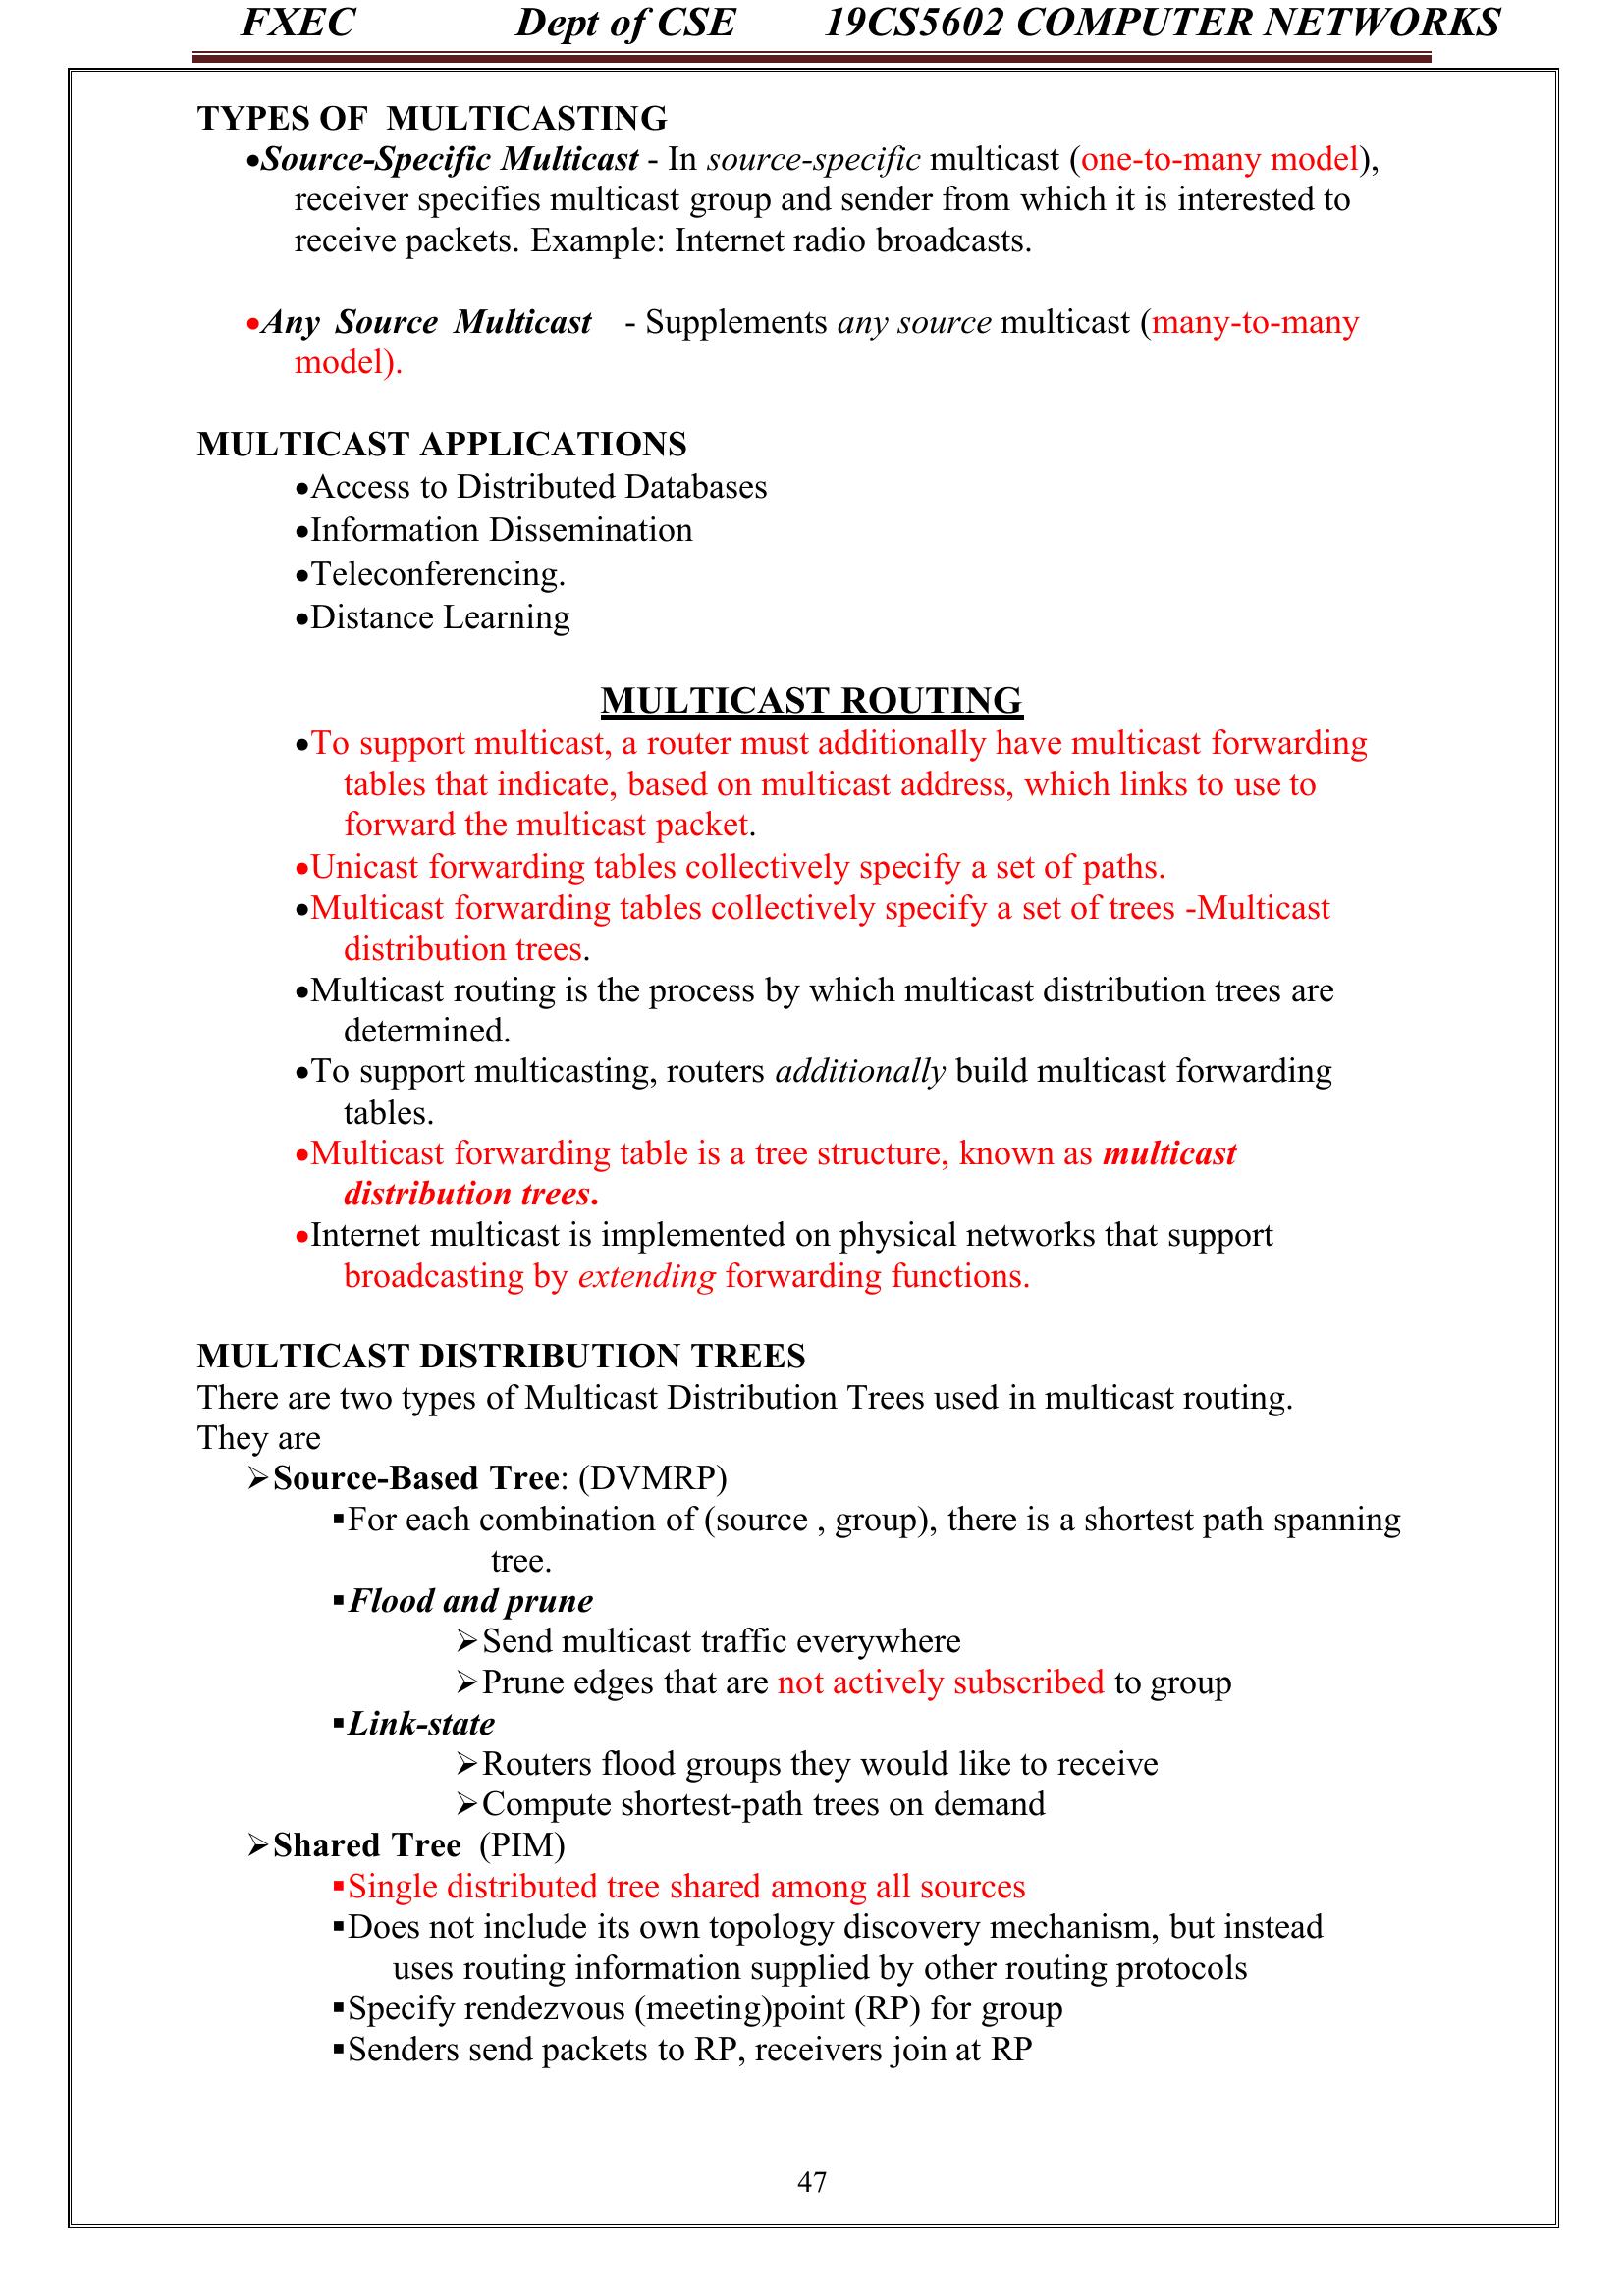 FXEC Dept of CSE 19CS5602 COMPUTER NETWORKS
TYPES OF MULTICASTING
•Source-Specific Multicast - In source-specific multicast (one-to-many model),
receiver specifies multicast group and sender from which it is interested to
receive packets. Example: Internet radio broadcasts.
•Any Source Multicast - Supplements any source multicast (many-to-many
model).
MULTICAST APPLICATIONS
•Access to Distributed Databases
•Information Dissemination
•Teleconferencing.
•Distance Learning
MULTICAST ROUTING
•To support multicast, a router must additionally have multicast forwarding
tables that indicate, based on multicast address, which links to use to
forward the multicast packet.
•Unicast forwarding tables collectively specify a set of paths.
•Multicast forwarding tables collectively specify a set of trees -Multicast
distribution trees.
•Multicast routing is the process by which multicast distribution trees are
determined.
•To support multicasting, routers additionally build multicast forwarding
tables.
•Multicast forwarding table is a tree structure, known as multicast
distribution trees.
•Internet multicast is implemented on physical networks that support
broadcasting by extending forwarding functions.
MULTICAST DISTRIBUTION TREES
There are two types of Multicast Distribution Trees used in multicast routing.
They are
➢Source-Based Tree: (DVMRP)
▪For each combination of (source , group), there is a shortest path spanning
tree.
▪Flood and prune
➢Send multicast traffic everywhere
➢Prune edges that are not actively subscribed to group
▪Link-state
➢Routers flood groups they would like to receive
➢Compute shortest-path trees on demand
➢Shared Tree (PIM)
▪Single distributed tree shared among all sources
▪Does not include its own topology discovery mechanism, but instead
uses routing information supplied by other routing protocols
▪Specify rendezvous (meeting)point (RP) for group
▪Senders send packets to RP, receivers join at RP
47